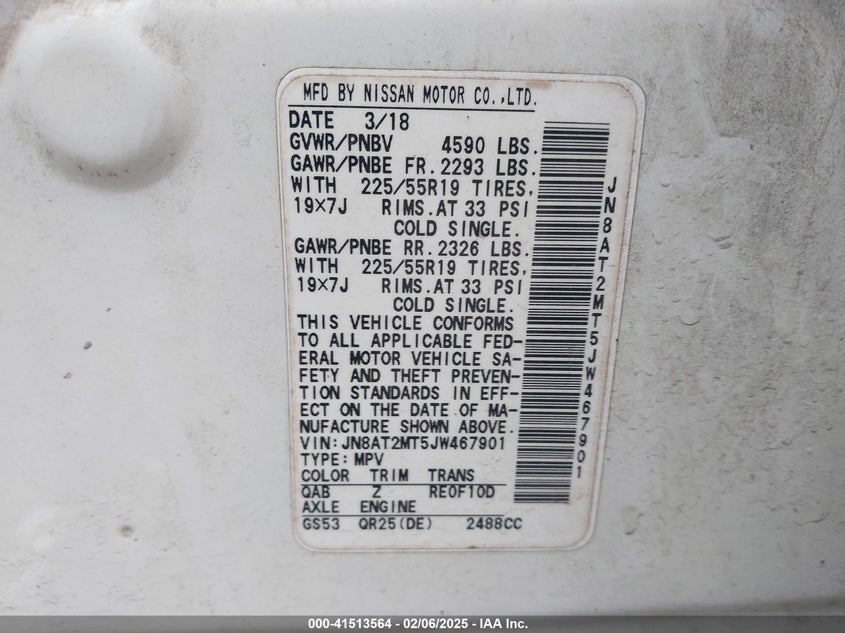 MFD BY NISSAN MOTOR CO.,LTD.
DATE 3/18
GVWR/PNBV 4590 LBS.
GAWR/PNBE FR. 2293 LBS.
WITH 225/55R19 TIRES,
19×7J RIMS.AT 33 PSI
COLD SINGLE.
GAWR/PNBE RR. 2326 LBS.
WITH 225/55R19 TIRES,
19×7J RIMS.AT 33 PSI
COLD SINGLE.
THIS VEHICLE CONFORMS
TO ALL APPLICABLE FED-
ERAL MOTOR VEHICLE SA-
FETY AND THEFT PREVEN-
TION STANDARDS IN EFF-
ECT ON THE DATE OF MA-
NUFACTURE SHOWN ABOVE.
VIN:JN8AT2MT5JW467901
TYPE:MPV
COLOR TRIM TRANS
QAB Z RE0F10D
AXLE ENGINE
GS53 QR25(DE) 2488CC
JN8AT2MT5JW467901
000-41513564 - 02/06/2025 - IAA Inc.